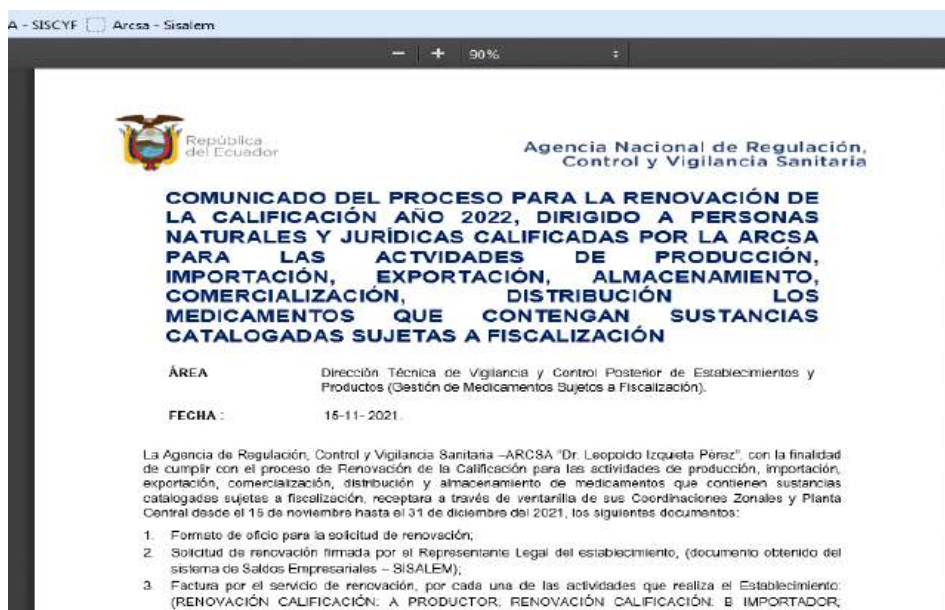 A - SISCYF Arcsa - Sisalem
90%
República
del Ecuador
Agencia Nacional de Regulación,
Control y Vigilancia Sanitaria
COMUNICADO DEL PROCESO PARA LA RENOVACIÓN DE
LA CALIFICACIÓN AÑO 2022, DIRIGIDO A PERSONAS
NATURALES Y JURÍDICAS CALIFICADAS POR LA ARCSA
PARA LAS ACTVIDADES DE PRODUCCIÓN,
IMPORTACIÓN, EXPORTACIÓN, ALMACENAMIENTO,
COMERCIALIZACIÓN, DISTRIBUCIÓN LOS
MEDICAMENTOS QUE CONTENGAN SUSTANCIAS
CATALOGADAS SUJETAS A FISCALIZACIÓN
ÁREA Dirección Técnica de Vigilancia y Control Posterior de Establecimientos y
Productos (Gestión de Medicamentos Sujetos a Fiscalización).
FECHA : 15-11- 2021.
La Agencia de Regulación, Control y Vigilancia Sanitaria –ARCSA "Dr. Leopoldo Izquieta Pérez", con la finalidad
de cumplir con el proceso de Renovación de la Calificación para las actividades de producción, importación,
exportación, comercialización, distribución y almacenamiento de medicamentos que contienen sustancias
catalogadas sujetas a fiscalización, receptara a través de ventanilla de sus Coordinaciones Zonales y Planta
Central desde el 15 de noviembre hasta el 31 de diciembre del 2021, los siguientes documentos:
1. Formato de oficio para la solicitud de renovación;
2. Solicitud de renovación firmada por el Representante Legal del establecimiento, (documento obtenido del
sistema de Saldos Empresariales – SISALEM);
3. Factura por el servicio de renovación, por cada una de las actividades que realiza el Establecimiento:
(RENOVACIÓN CALIFICACIÓN: A PRODUCTOR; RENOVACIÓN CALIFICACIÓN: B IMPORTADOR;